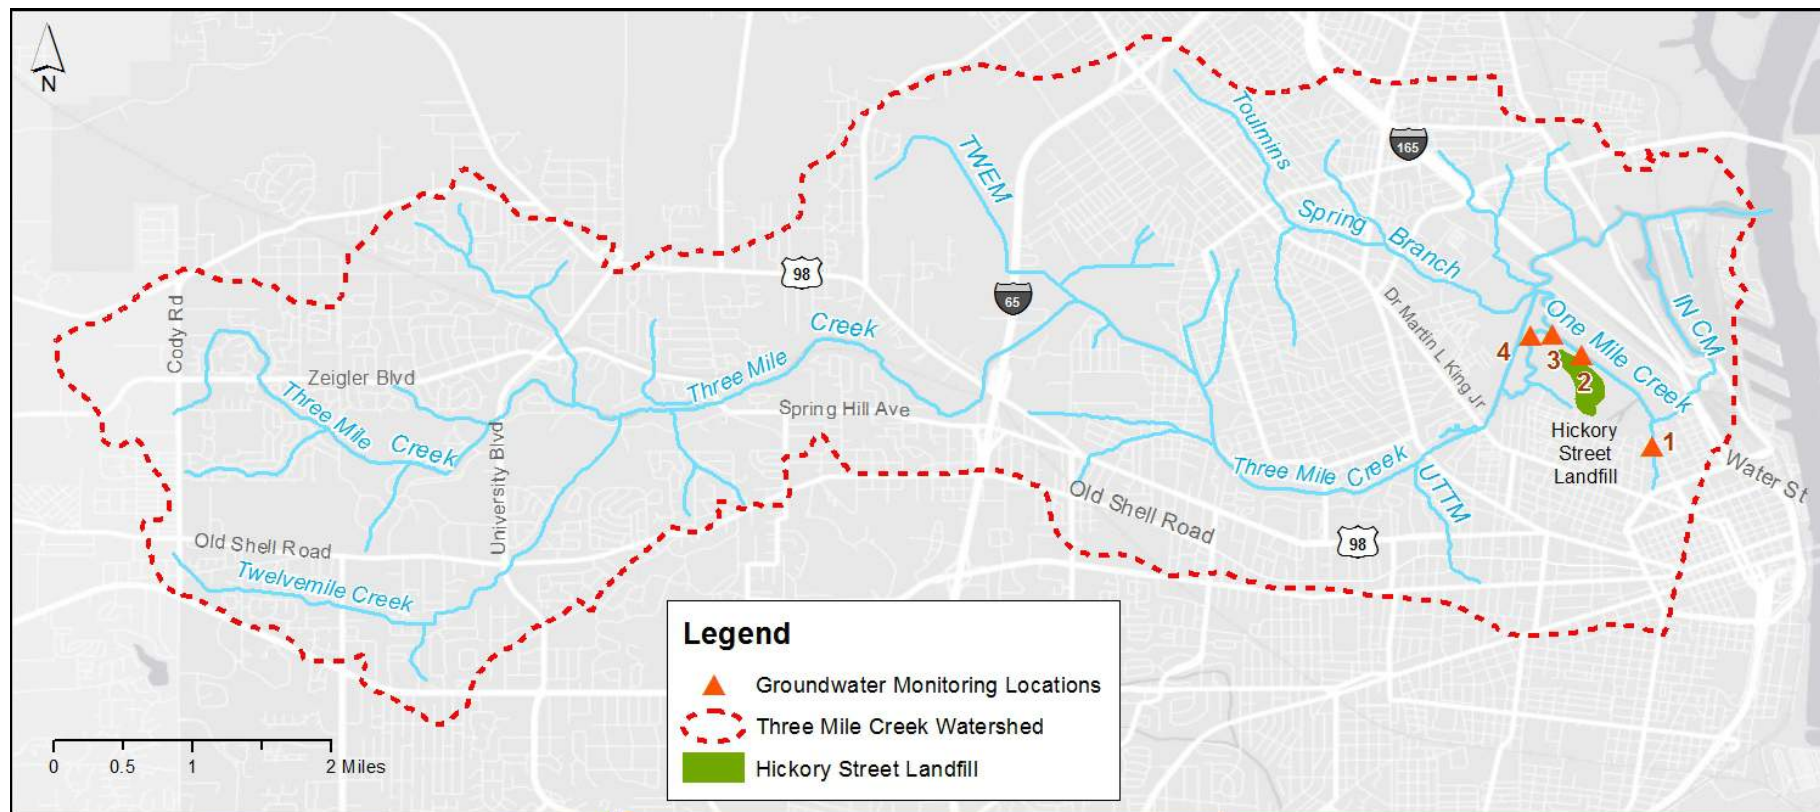 N
TWEM
Toulmins
Spring Branch
165
98
65
Cody Rd
Zeigler Blvd
Three Mile Creek
University Blvd
Three Mile Creek
Spring Hill Ave
Dr Martin L King Jr
One Mile Creek
IN CM
4
3
2
1
Hickory
Street
Landfill
Water St
Three Mile Creek
UTTM
Old Shell Road
98
Old Shell Road
Twelvemile Creek
Legend
Groundwater Monitoring Locations
Three Mile Creek Watershed
Hickory Street Landfill
0 0.5 1 2 Miles